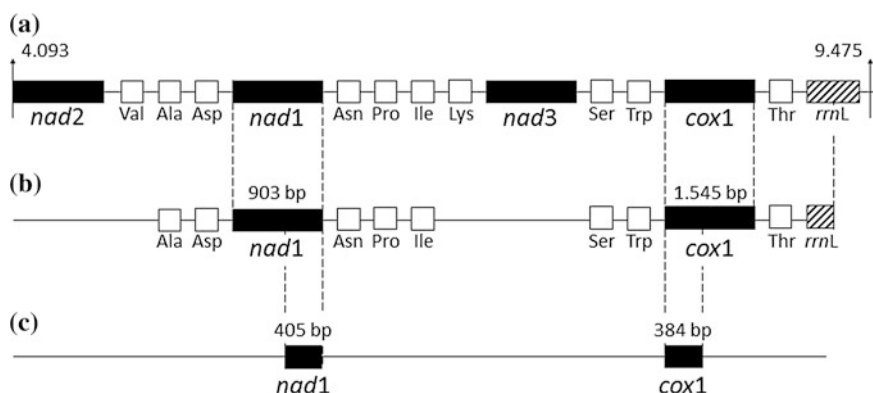 (a)
4.093 9.475
nad2 Val Ala Asp nad1 Asn Pro Ile Lys nad3 Ser Trp cox1 Thr rrnL
(b)
903 bp 1.545 bp
Ala Asp nad1 Asn Pro Ile Ser Trp cox1 Thr rrnL
(c)
405 bp 384 bp
nad1 cox1